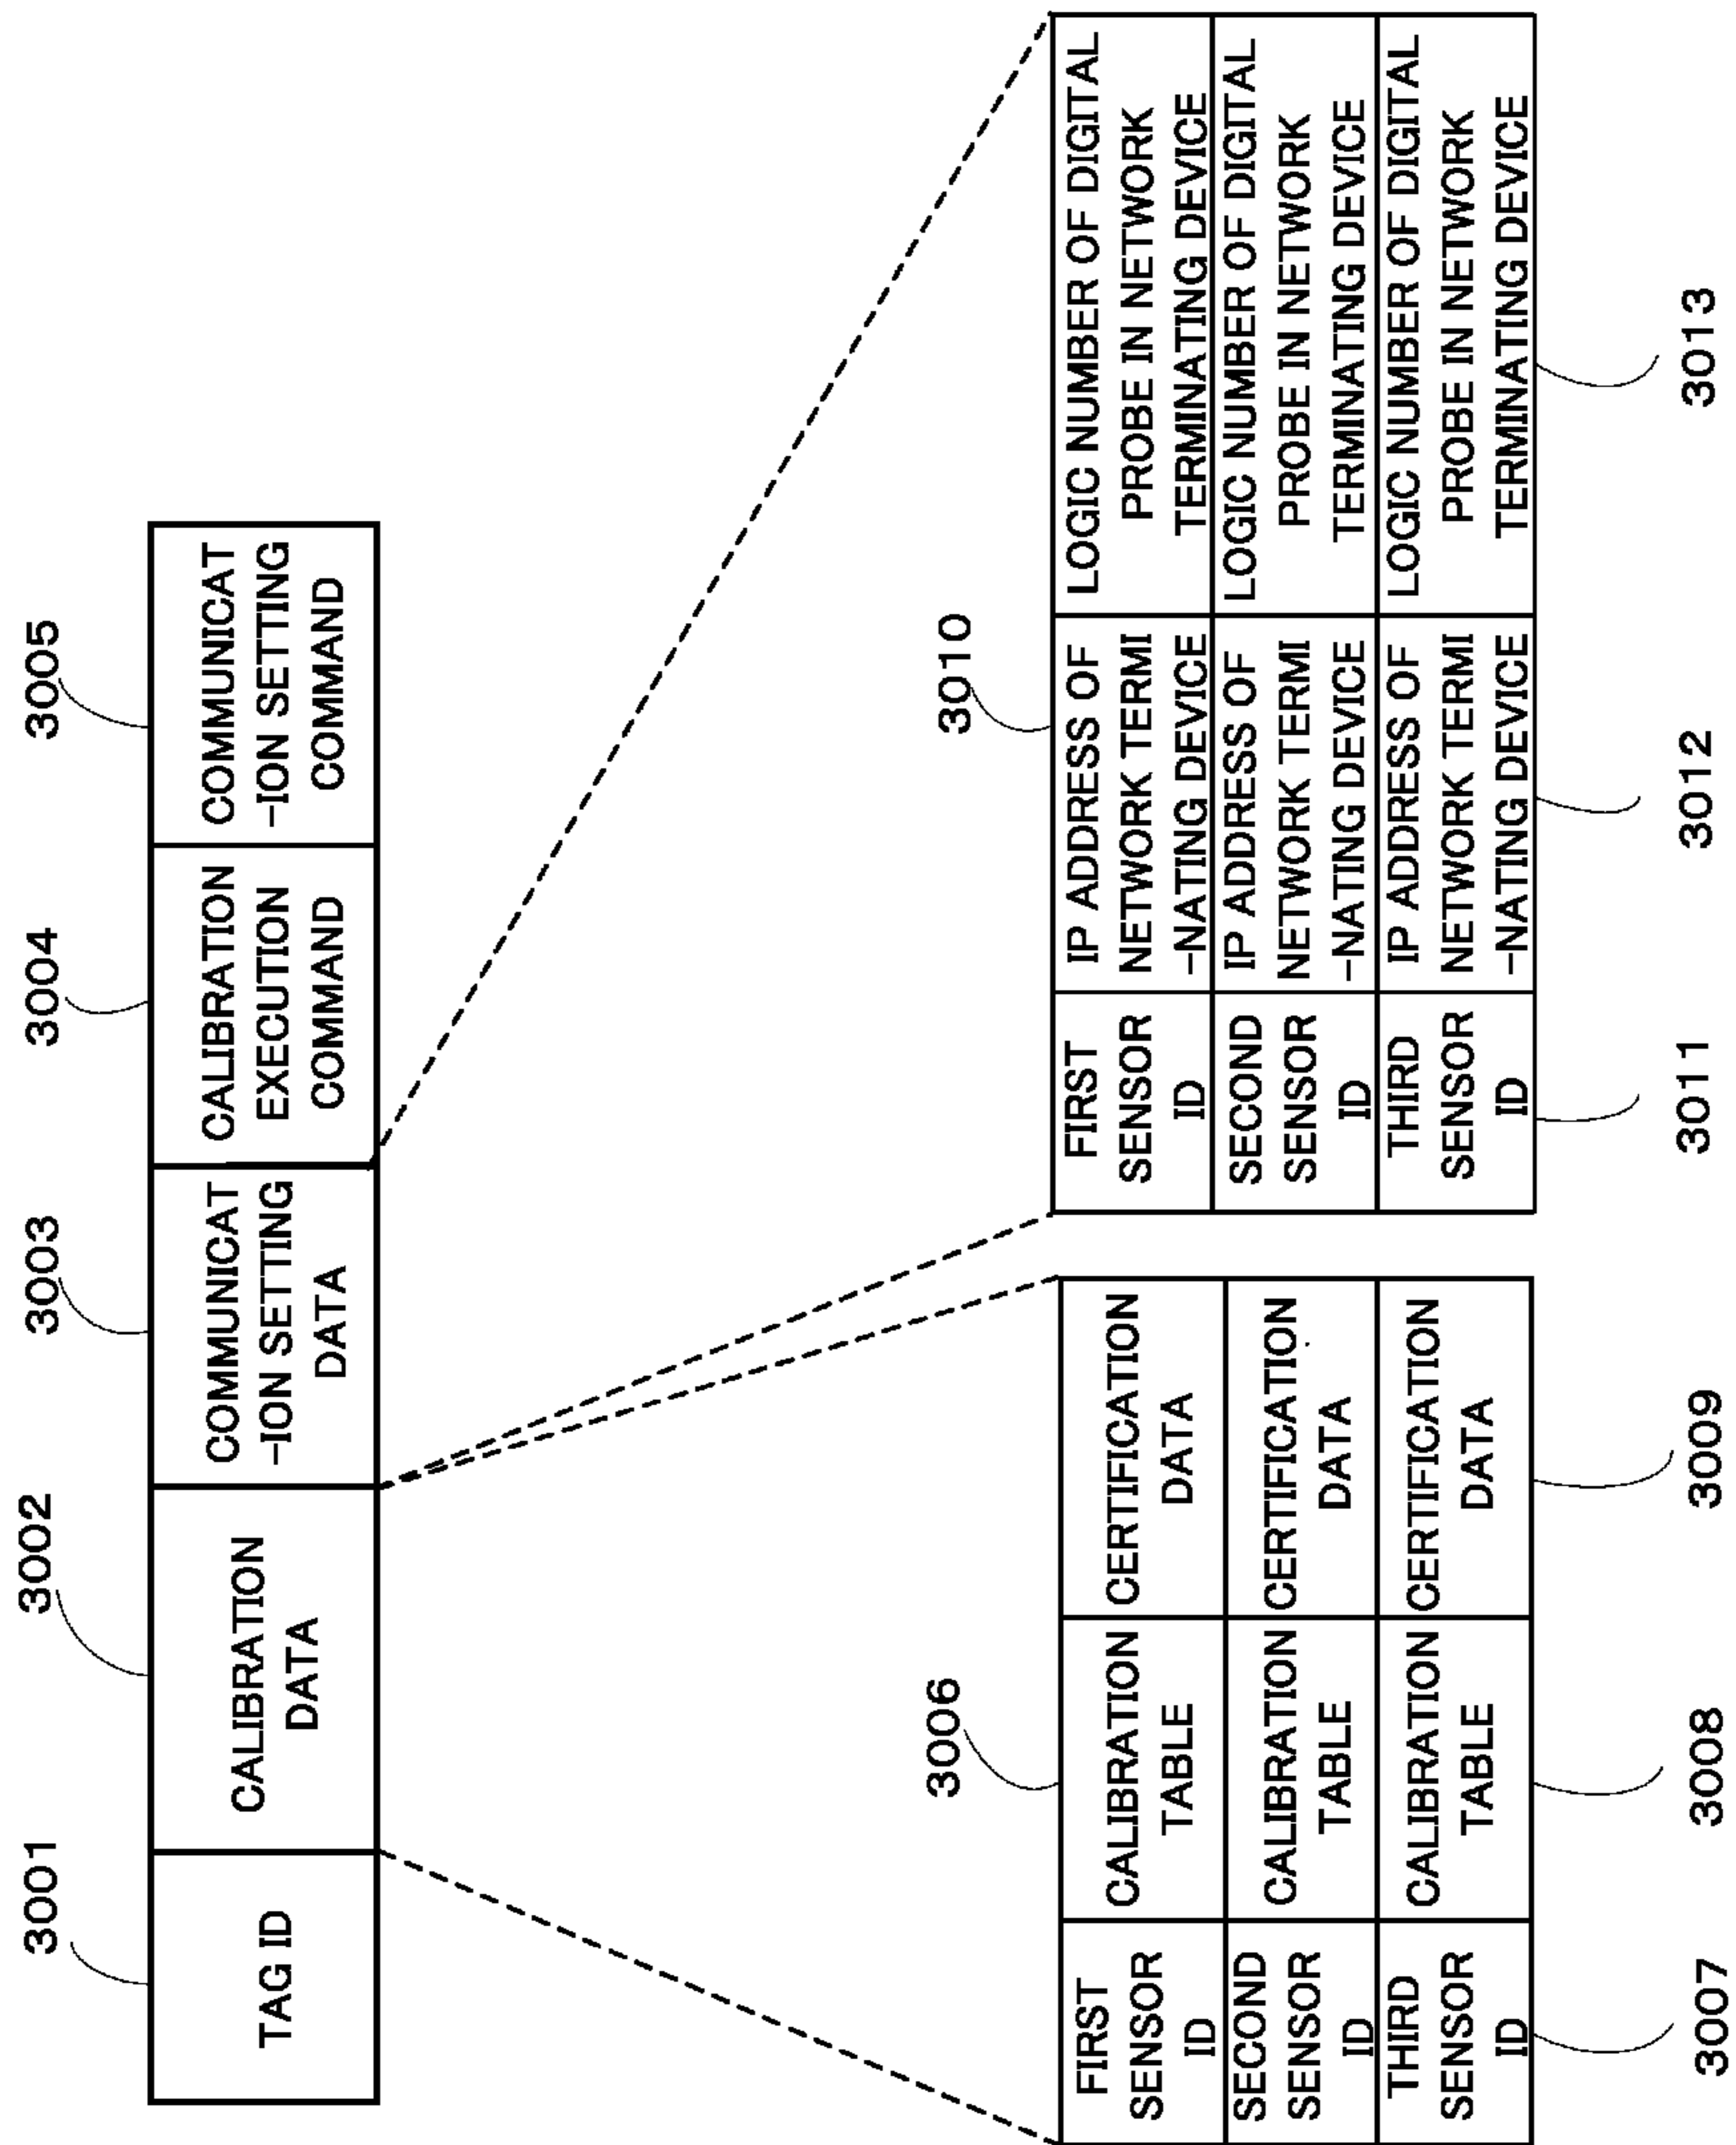 3001
3002
3003
3004
3005
TAG ID
CALIBRATION
DATA
COMMUNICAT
-ION SETTING
DATA
CALIBRATION
EXECUTION
COMMAND
COMMUNICAT
-ION SETTING
COMMAND
3006
FIRST
SENSOR
ID
CALIBRATION
TABLE
CERTIFICATION
DATA
SECOND
SENSOR
ID
CALIBRATION
TABLE
CERTIFICATION
DATA
THIRD
SENSOR
ID
CALIBRATION
TABLE
CERTIFICATION
DATA
3007
3008
3009
3010
FIRST
SENSOR
ID
IP ADDRESS OF
NETWORK TERMI
-NATING DEVICE
LOGIC NUMBER OF DIGITAL
PROBE IN NETWORK
TERMINATING DEVICE
SECOND
SENSOR
ID
IP ADDRESS OF
NETWORK TERMI
-NATING DEVICE
LOGIC NUMBER OF DIGITAL
PROBE IN NETWORK
TERMINATING DEVICE
THIRD
SENSOR
ID
IP ADDRESS OF
NETWORK TERMI
-NATING DEVICE
LOGIC NUMBER OF DIGITAL
PROBE IN NETWORK
TERMINATING DEVICE
3011
3012
3013